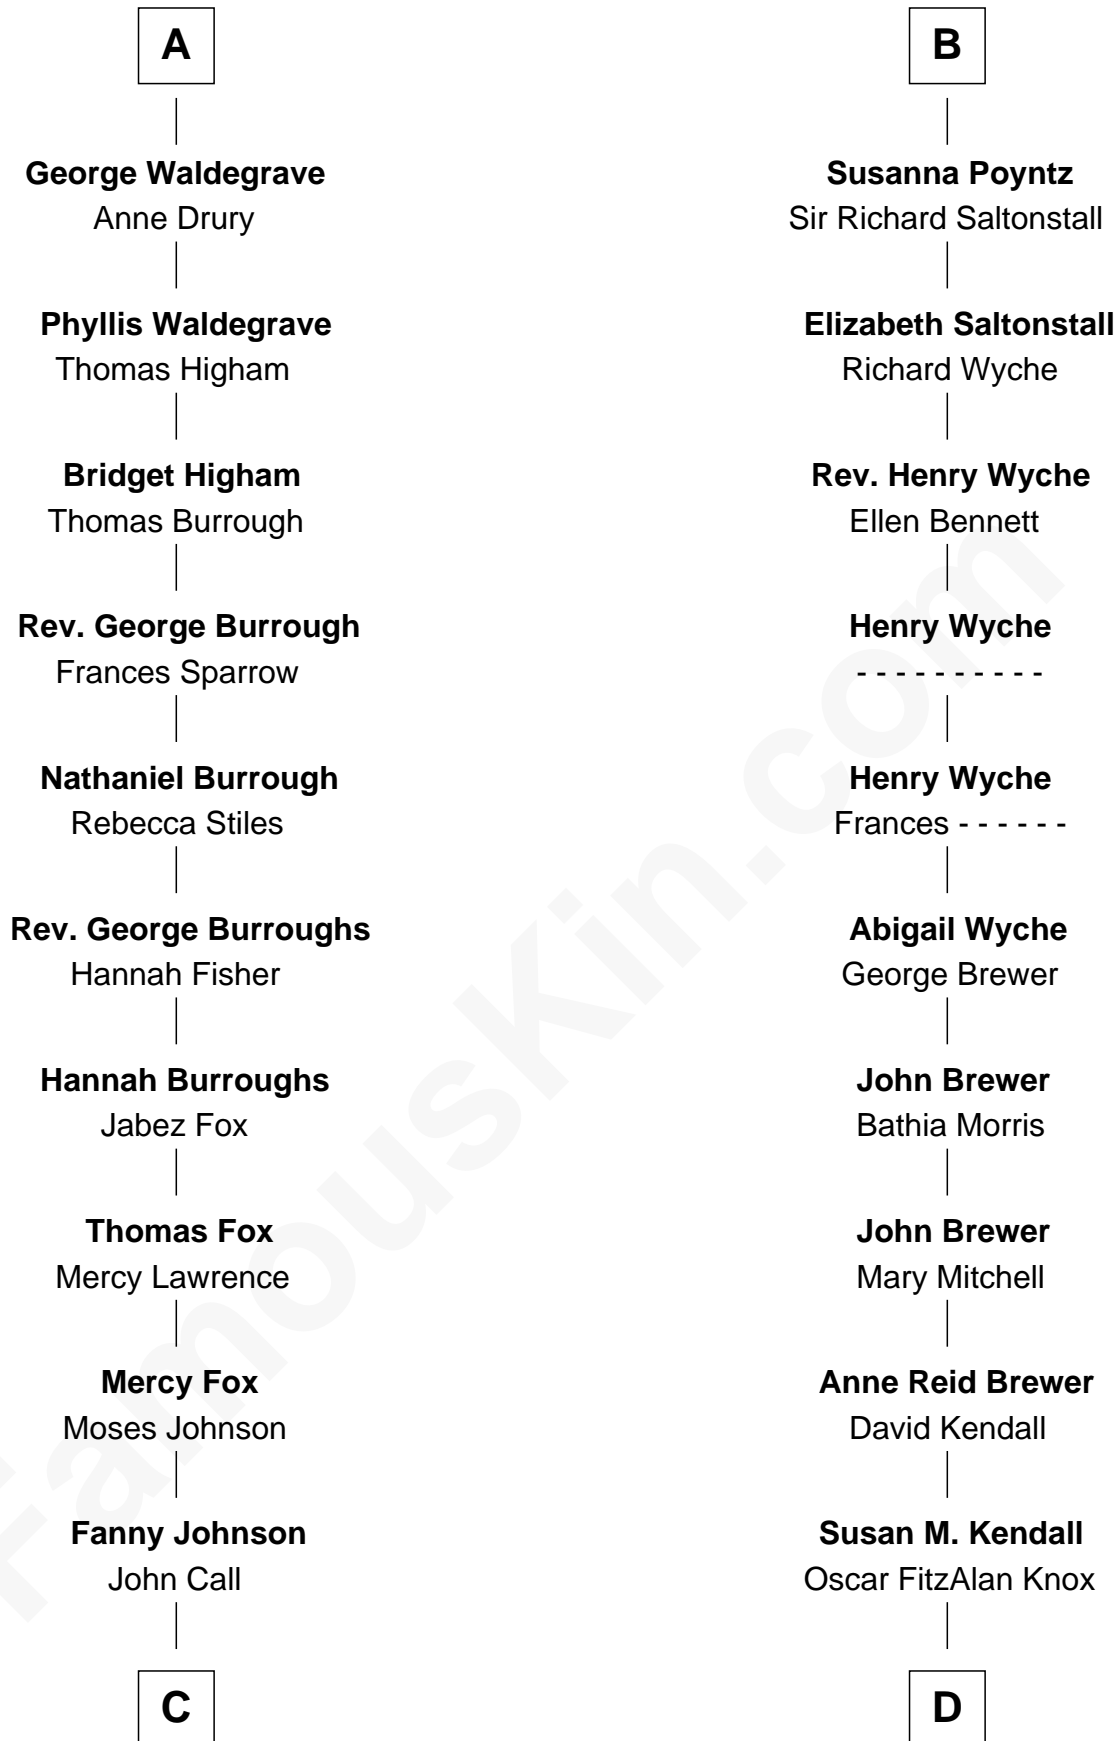 A
George Waldegrave
Anne Drury
Phyllis Waldegrave
Thomas Higham
Bridget Higham
Thomas Burrough
Rev. George Burrough
Frances Sparrow
Nathaniel Burrough
Rebecca Stiles
Rev. George Burroughs
Hannah Fisher
Hannah Burroughs
Jabez Fox
Thomas Fox
Mercy Lawrence
Mercy Fox
Moses Johnson
Fanny Johnson
John Call
C
B
Susanna Poyntz
Sir Richard Saltonstall
Elizabeth Saltonstall
Richard Wyche
Rev. Henry Wyche
Ellen Bennett
Henry Wyche
- - - - - - - - - -
Henry Wyche
Frances - - - - - -
Abigail Wyche
George Brewer
John Brewer
Bathia Morris
John Brewer
Mary Mitchell
Anne Reid Brewer
David Kendall
Susan M. Kendall
Oscar FitzAlan Knox
D
FamousKin.com